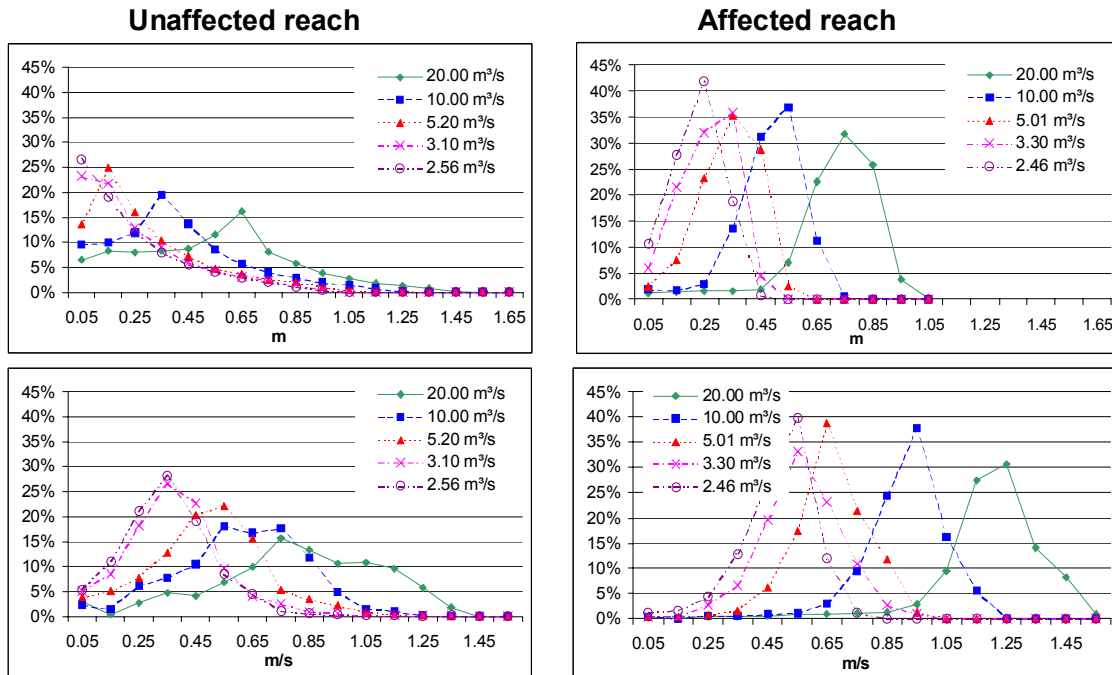 Unaffected reach
Affected reach
45%
40%
35%
30%
25%
20%
15%
10%
5%
0%
0.05 0.25 0.45 0.65 0.85 1.05 1.25 1.45 1.65
m
20.00 m³/s
10.00 m³/s
5.20 m³/s
3.10 m³/s
2.56 m³/s
45%
40%
35%
30%
25%
20%
15%
10%
5%
0%
0.05 0.25 0.45 0.65 0.85 1.05 1.25 1.45 1.65
m
20.00 m³/s
10.00 m³/s
5.01 m³/s
3.30 m³/s
2.46 m³/s
45%
40%
35%
30%
25%
20%
15%
10%
5%
0%
0.05 0.25 0.45 0.65 0.85 1.05 1.25 1.45
m/s
20.00 m³/s
10.00 m³/s
5.20 m³/s
3.10 m³/s
2.56 m³/s
45%
40%
35%
30%
25%
20%
15%
10%
5%
0%
0.05 0.25 0.45 0.65 0.85 1.05 1.25 1.45
m/s
20.00 m³/s
10.00 m³/s
5.01 m³/s
3.30 m³/s
2.46 m³/s